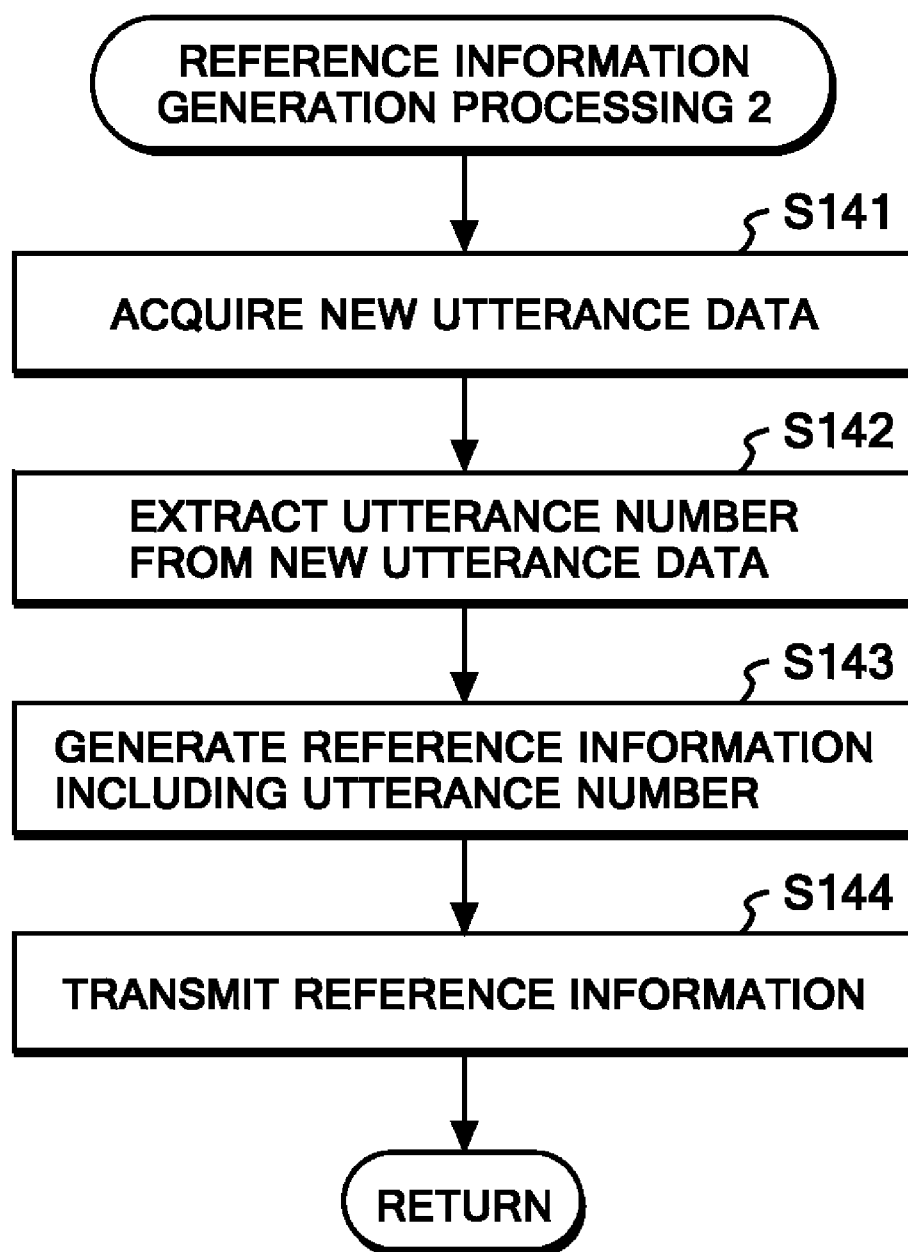 REFERENCE INFORMATION
GENERATION PROCESSING 2
S141
ACQUIRE NEW UTTERANCE DATA
S142
EXTRACT UTTERANCE NUMBER
FROM NEW UTTERANCE DATA
S143
GENERATE REFERENCE INFORMATION
INCLUDING UTTERANCE NUMBER
S144
TRANSMIT REFERENCE INFORMATION
RETURN